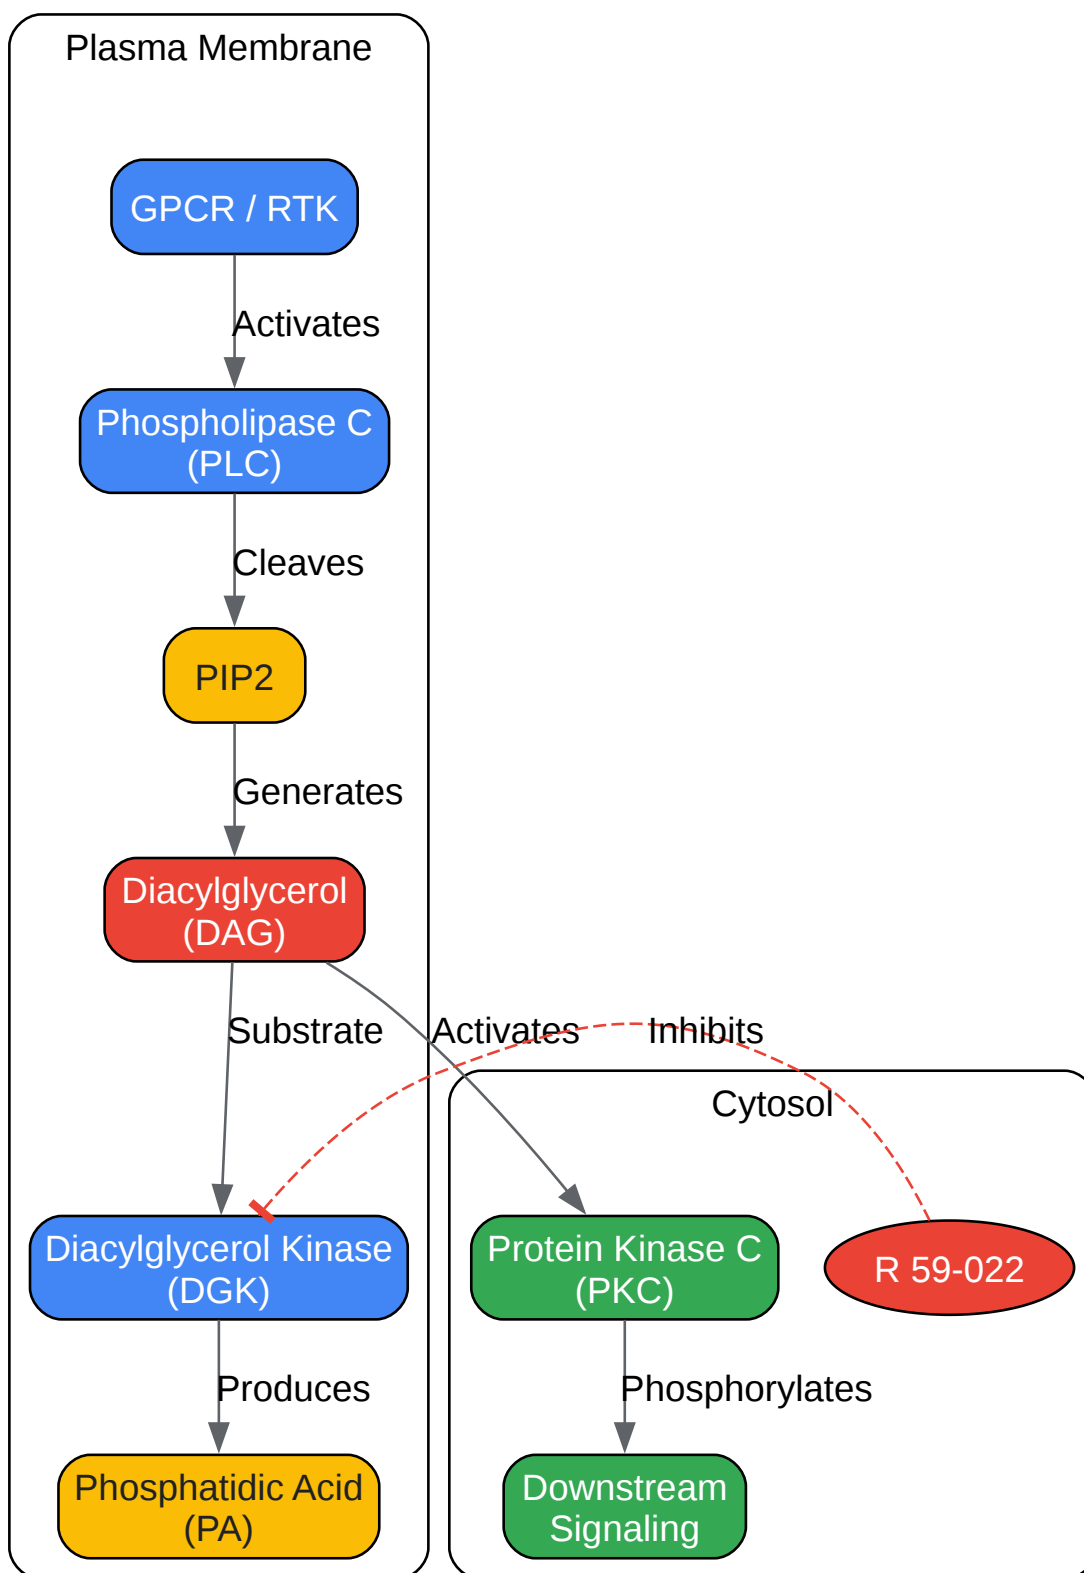 Plasma Membrane
GPCR / RTK
Activates
Phospholipase C
(PLC)
Cleaves
PIP2
Generates
Diacylglycerol
(DAG)
Substrate
Activates
Inhibits
Cytosol
Diacylglycerol Kinase
(DGK)
Protein Kinase C
(PKC)
R 59-022
Produces
Phosphorylates
Phosphatidic Acid
(PA)
Downstream
Signaling